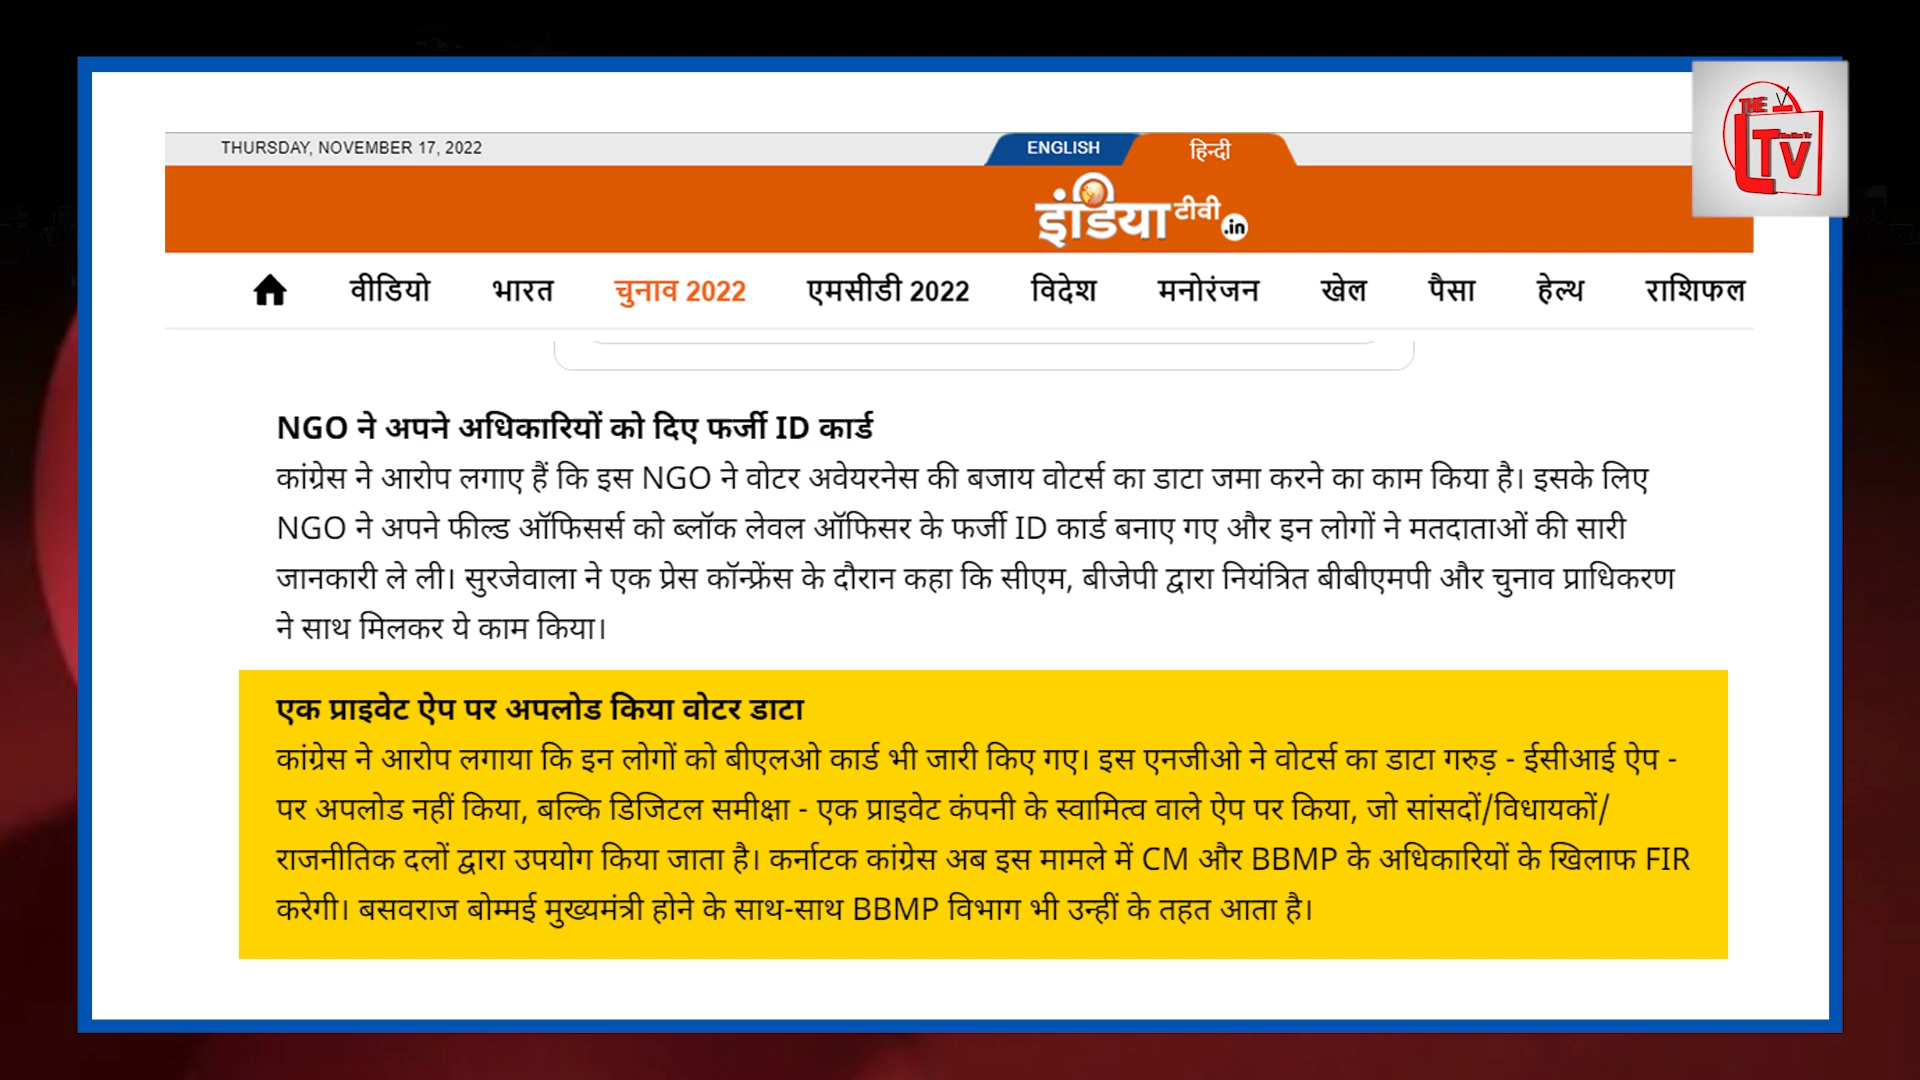 THURSDAY, NOVEMBER 17, 2022
ENGLISH
हिन्दी
THE
LTV
इंडिया टीवी .in
वीडियो भारत चुनाव 2022 एमसीडी 2022 विदेश मनोरंजन खेल पैसा हेल्थ राशिफल
NGO ने अपने अधिकारियों को दिए फर्जी ID कार्ड
कांग्रेस ने आरोप लगाए हैं कि इस NGO ने वोटर अवेयरनेस की बजाय वोटर्स का डाटा जमा करने का काम किया है। इसके लिए
NGO ने अपने फील्ड ऑफिसर्स को ब्लॉक लेवल ऑफिसर के फर्जी ID कार्ड बनाए गए और इन लोगों ने मतदाताओं की सारी
जानकारी ले ली। सुरजेवाला ने एक प्रेस कॉन्फ्रेंस के दौरान कहा कि सीएम, बीजेपी द्वारा नियंत्रित बीबीएमपी और चुनाव प्राधिकरण
ने साथ मिलकर ये काम किया।
एक प्राइवेट ऐप पर अपलोड किया वोटर डाटा
कांग्रेस ने आरोप लगाया कि इन लोगों को बीएलओ कार्ड भी जारी किए गए। इस एनजीओ ने वोटर्स का डाटा गरुड़ - ईसीआई ऐप -
पर अपलोड नहीं किया, बल्कि डिजिटल समीक्षा - एक प्राइवेट कंपनी के स्वामित्व वाले ऐप पर किया, जो सांसदों/विधायकों/
राजनीतिक दलों द्वारा उपयोग किया जाता है। कर्नाटक कांग्रेस अब इस मामले में CM और BBMP के अधिकारियों के खिलाफ FIR
करेगी। बसवराज बोम्मई मुख्यमंत्री होने के साथ-साथ BBMP विभाग भी उन्हीं के तहत आता है।